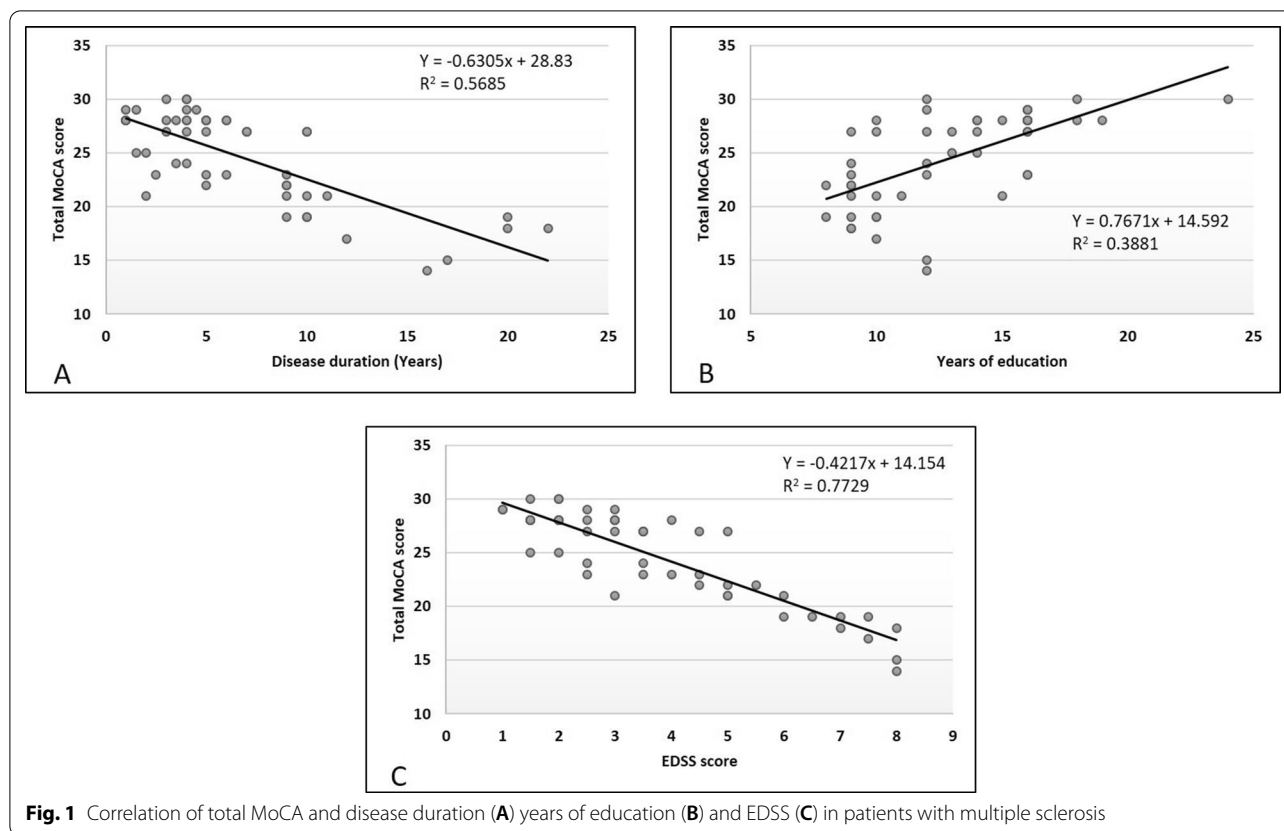 35
30
25
20
15
10
Total MoCA score
Y = -0.6305x + 28.83
R² = 0.5685
0 5 10 15 20 25
Disease duration (Years)
A
35
30
25
20
15
10
Total MoCA score
Y = 0.7671x + 14.592
R² = 0.3881
5 10 15 20 25
Years of education
B
35
30
25
20
15
10
Total MoCA score
Y = -0.4217x + 14.154
R² = 0.7729
0 1 2 3 4 5 6 7 8 9
EDSS score
C
Fig. 1 Correlation of total MoCA and disease duration (A) years of education (B) and EDSS (C) in patients with multiple sclerosis